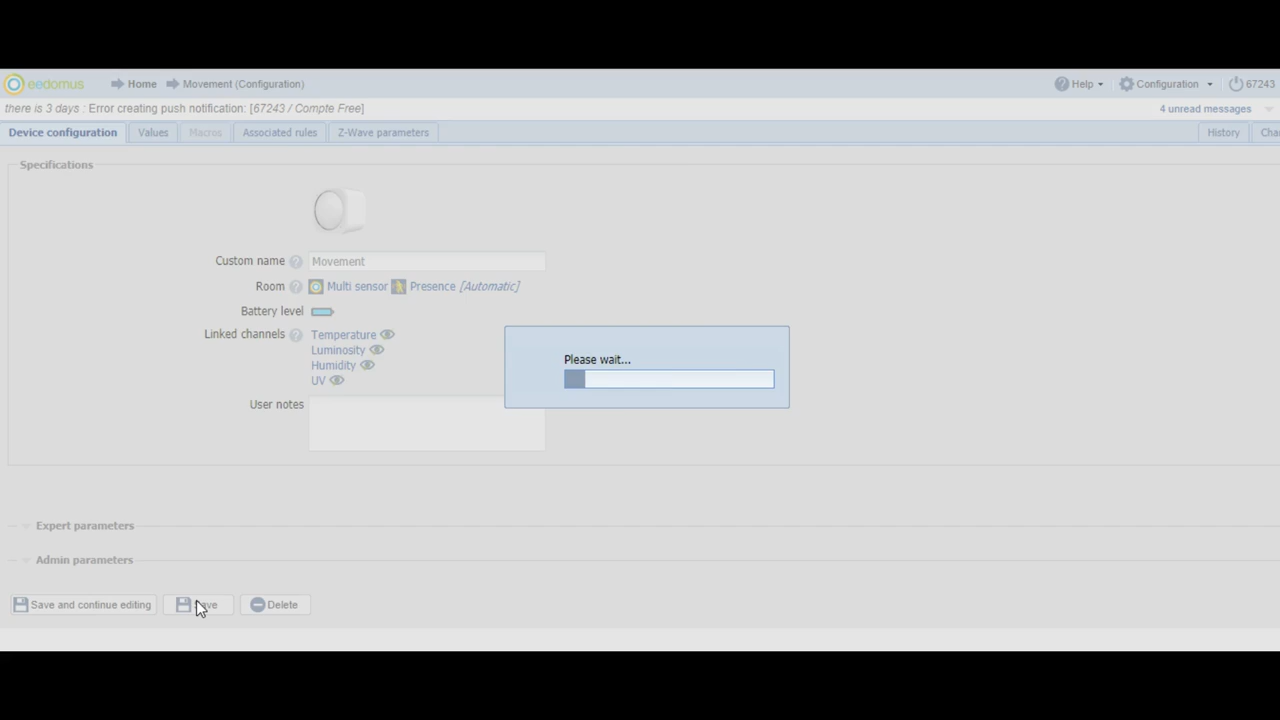 eedomus Home Movement (Configuration) Help Configuration 67243
there is 3 days : Error creating push notification: [67243 / Compte Free] 4 unread messages
Device configuration Values Macros Associated rules Z-Wave parameters History Cha
Specifications
Custom name Movement
Room Multi sensor Presence [Automatic]
Battery level
Linked channels Temperature
Luminosity
Humidity
UV
User notes
Please wait...
Expert parameters
Admin parameters
Save and continue editing Save Delete